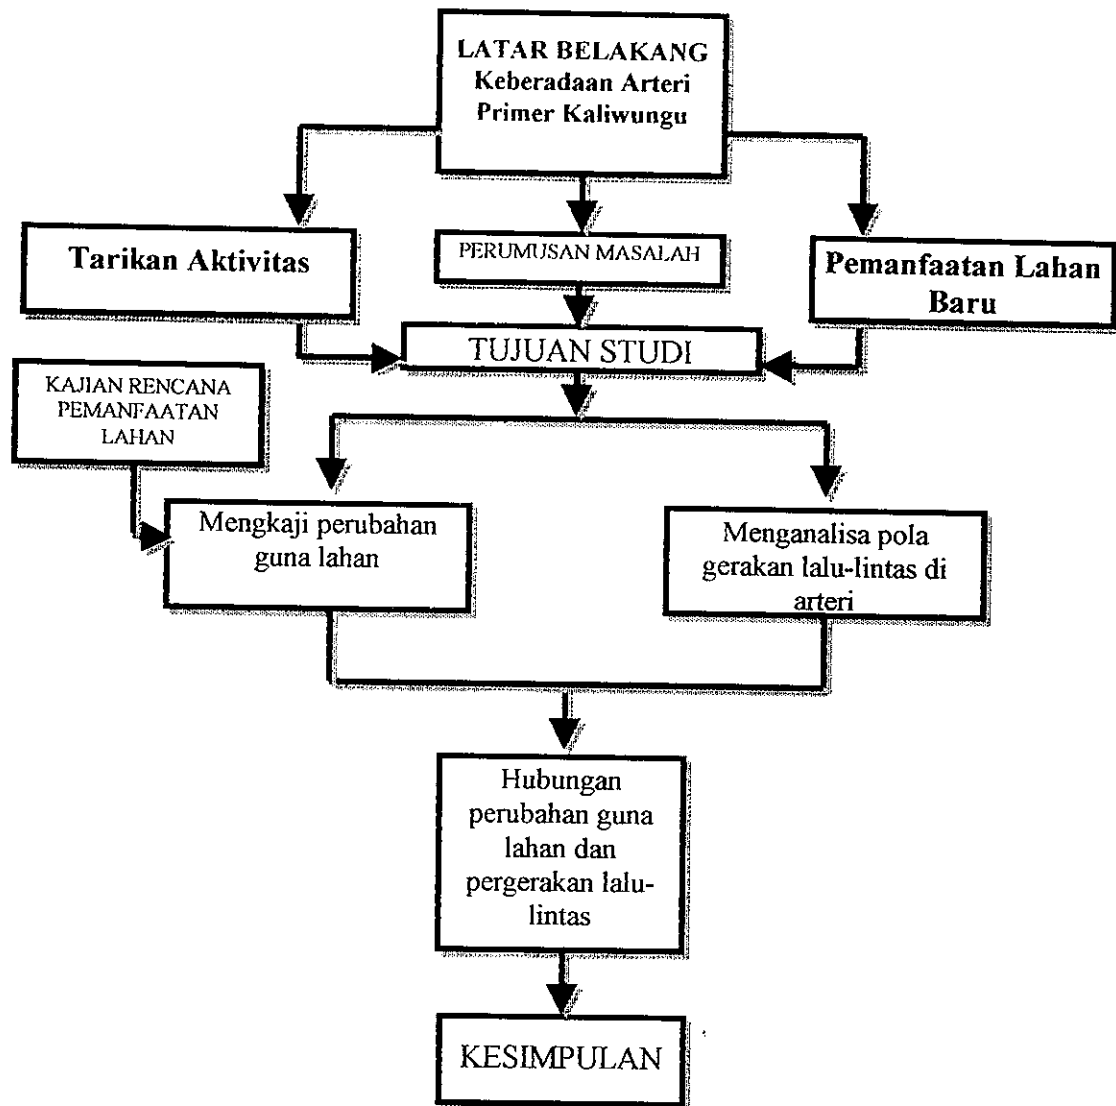 LATAR BELAKANG
Keberadaan Arteri
Primer Kaliwungu
Tarikan Aktivitas
PERUMUSAN MASALAH
Pemanfaatan Lahan
Baru
TUJUAN STUDI
KAJIAN RENCANA
PEMANFAATAN
LAHAN
Mengkaji perubahan
guna lahan
Menganalisa pola
gerakan lalu-lintas di
arteri
Hubungan
perubahan guna
lahan dan
pergerakan lalu-
lintas
KESIMPULAN